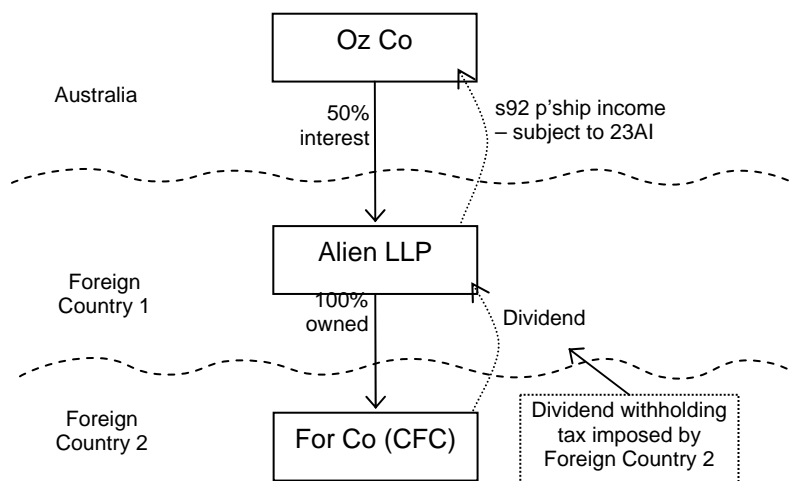 Oz Co
Australia
50%
interest
s92 p'ship income
– subject to 23AI
Alien LLP
Foreign
Country 1
100%
owned
Dividend
Foreign
Country 2
For Co (CFC)
Dividend withholding
tax imposed by
Foreign Country 2